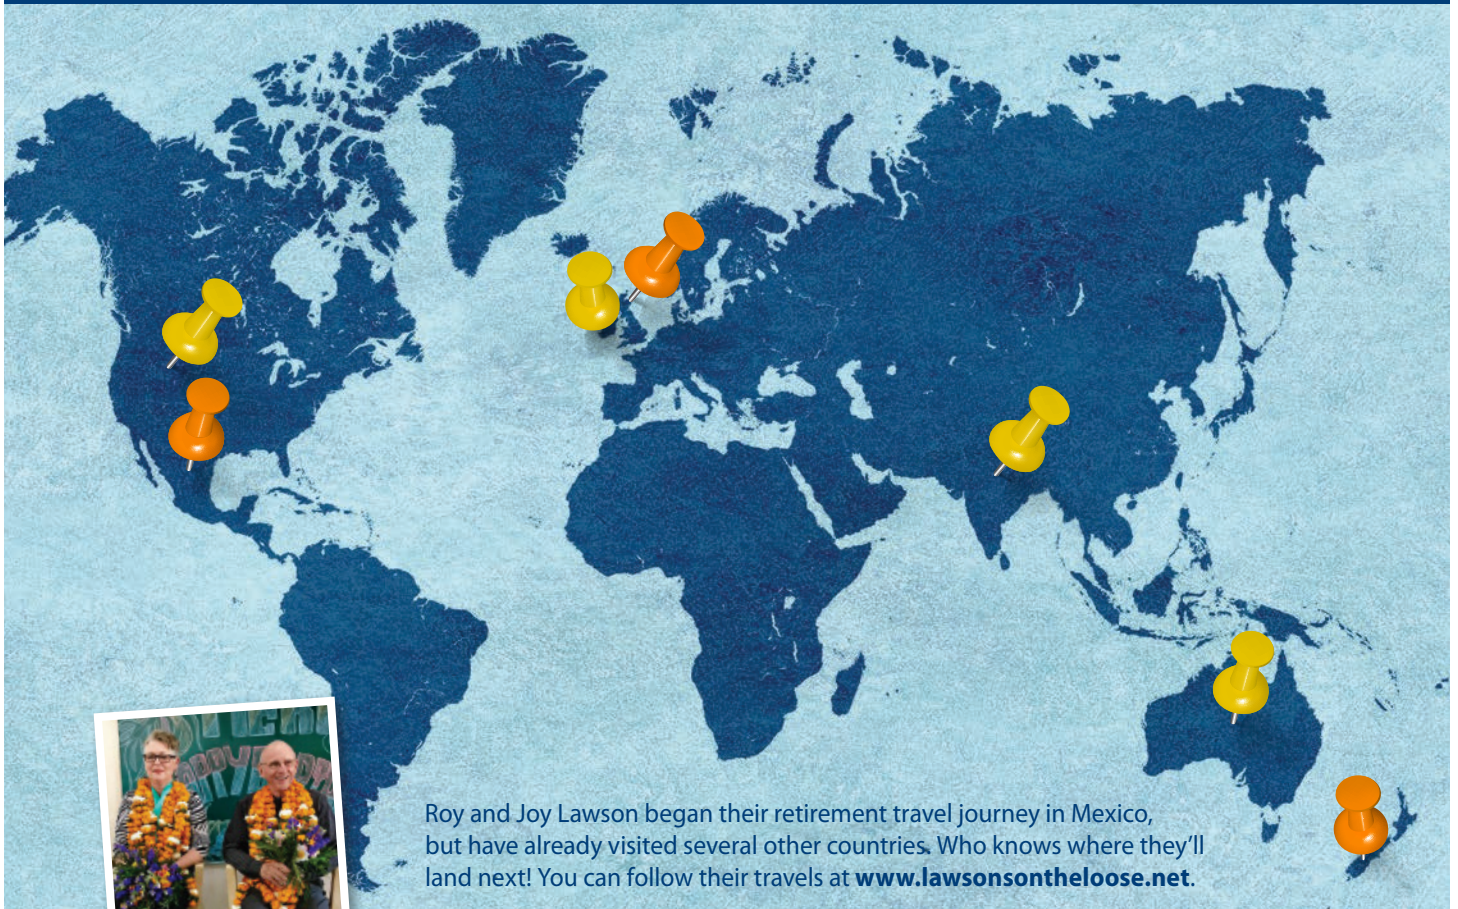 Roy and Joy Lawson began their retirement travel journey in Mexico,
but have already visited several other countries. Who knows where they’ll
land next! You can follow their travels at www.lawsonsontheloose.net.